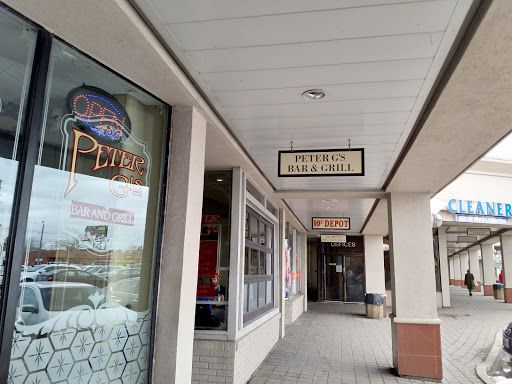 OPEN
PETER
G's
BAR AND GRILL
PETER G'S
BAR & GRILL
99¢ DEPOT
OFFICES
CLEANER